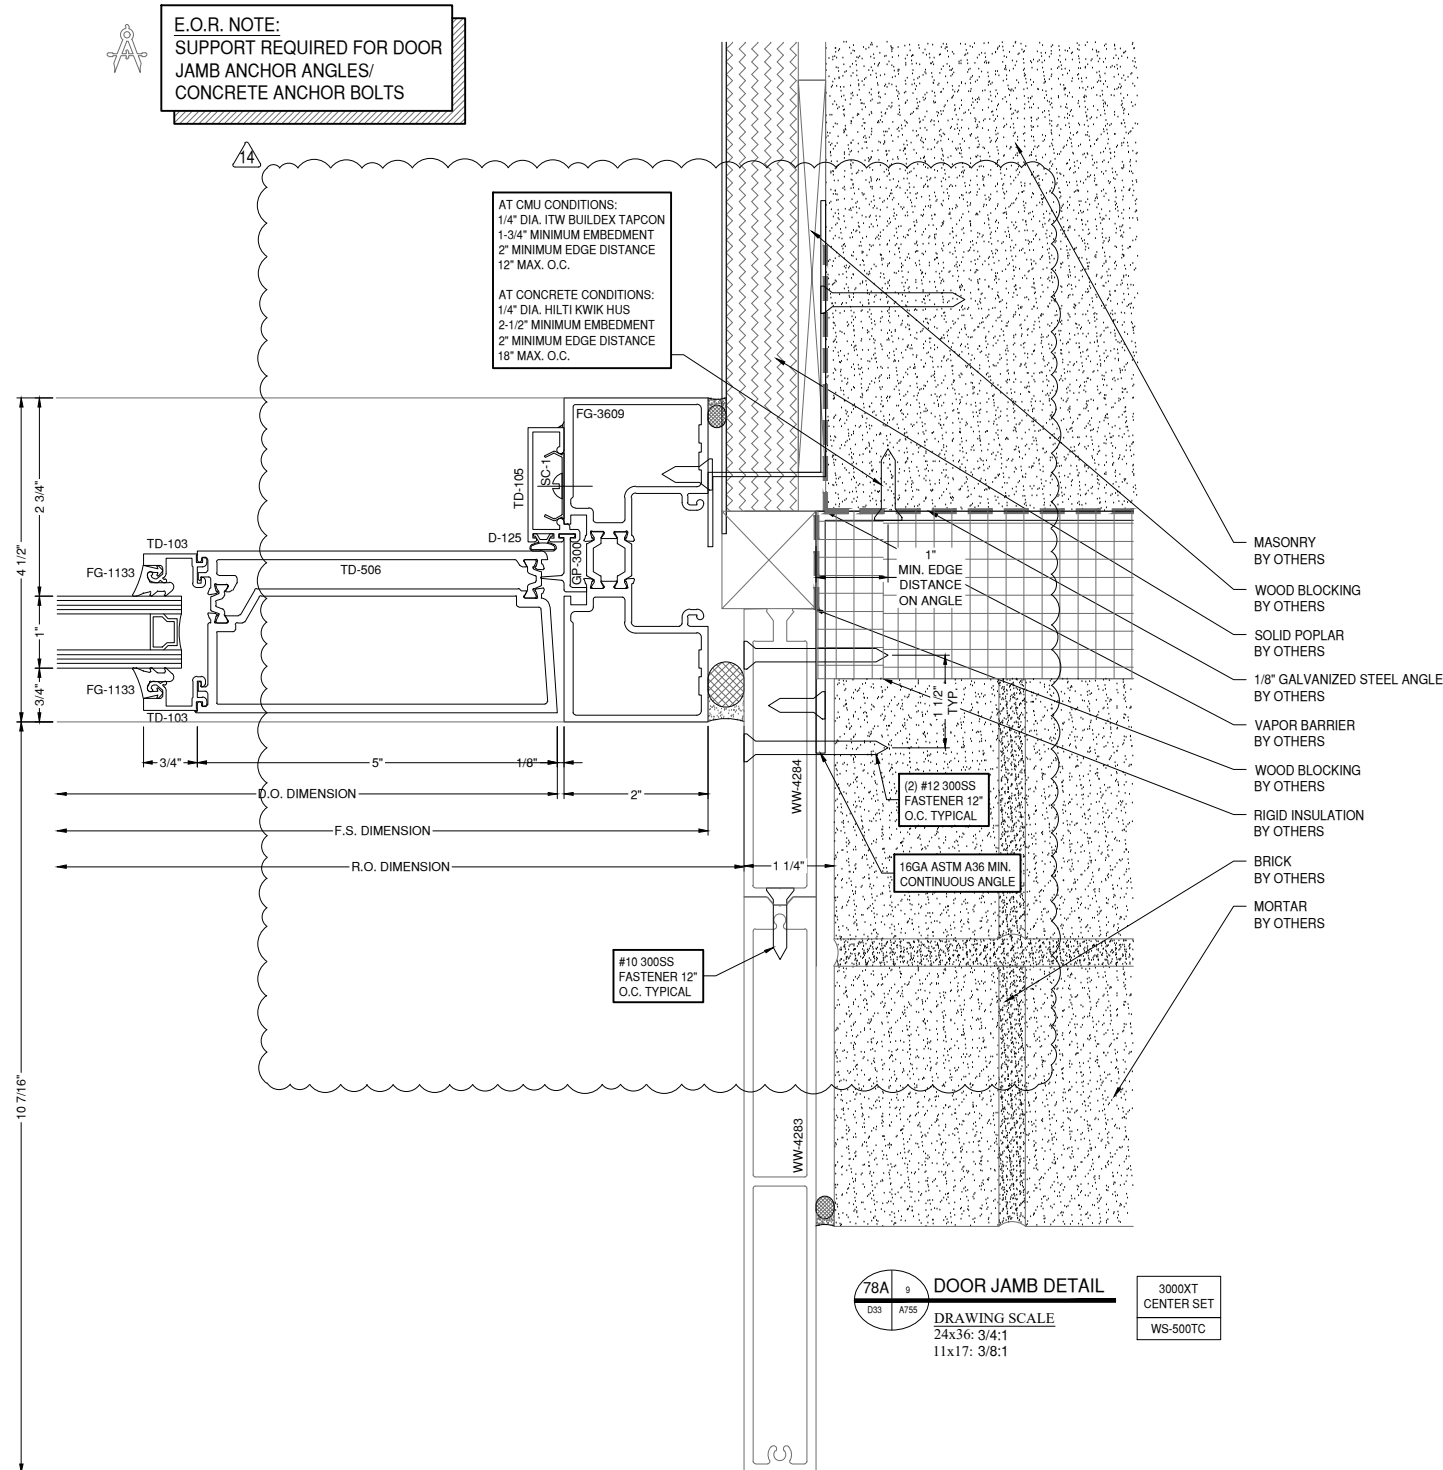 E.O.R. NOTE:
SUPPORT REQUIRED FOR DOOR
JAMB ANCHOR ANGLES/
CONCRETE ANCHOR BOLTS
14
AT CMU CONDITIONS:
1/4" DIA. ITW BUILDEX TAPCON
1-3/4" MINIMUM EMBEDMENT
2" MINIMUM EDGE DISTANCE
12" MAX. O.C.
AT CONCRETE CONDITIONS:
1/4" DIA. HILTI KWIK HUS
2-1/2" MINIMUM EMBEDMENT
2" MINIMUM EDGE DISTANCE
18" MAX. O.C.
FG-3609
SC-1
TD-105
D-125
GP-300
TD-103
FG-1133
TD-506
FG-1133
TD-103
4 1/2"
2 3/4"
1"
3/4"
10 7/16"
3/4"
5"
1/8"
2"
D.O. DIMENSION
F.S. DIMENSION
R.O. DIMENSION
1 1/4"
1"
MIN. EDGE
DISTANCE
ON ANGLE
1 1/2"
TYP.
WW-4284
(2) #12 300SS
FASTENER 12"
O.C. TYPICAL
16GA ASTM A36 MIN.
CONTINUOUS ANGLE
#10 300SS
FASTENER 12"
O.C. TYPICAL
WW-4283
MASONRY
BY OTHERS
WOOD BLOCKING
BY OTHERS
SOLID POPLAR
BY OTHERS
1/8" GALVANIZED STEEL ANGLE
BY OTHERS
VAPOR BARRIER
BY OTHERS
WOOD BLOCKING
BY OTHERS
RIGID INSULATION
BY OTHERS
BRICK
BY OTHERS
MORTAR
BY OTHERS
78A
9
D33
A755
DOOR JAMB DETAIL
DRAWING SCALE
24x36: 3/4:1
11x17: 3/8:1
3000XT
CENTER SET
WS-500TC